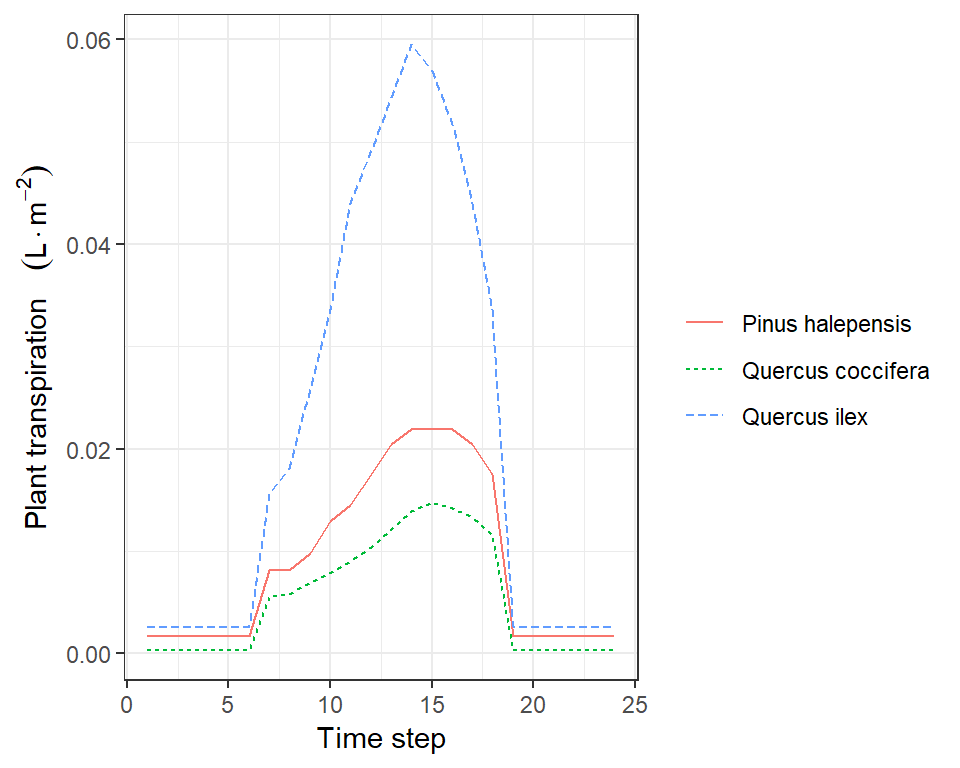 0.06
0.04
0.02
0.00
Plant transpiration (L·m⁻²)
0 5 10 15 20 25
Time step
Pinus halepensis
Quercus coccifera
Quercus ilex